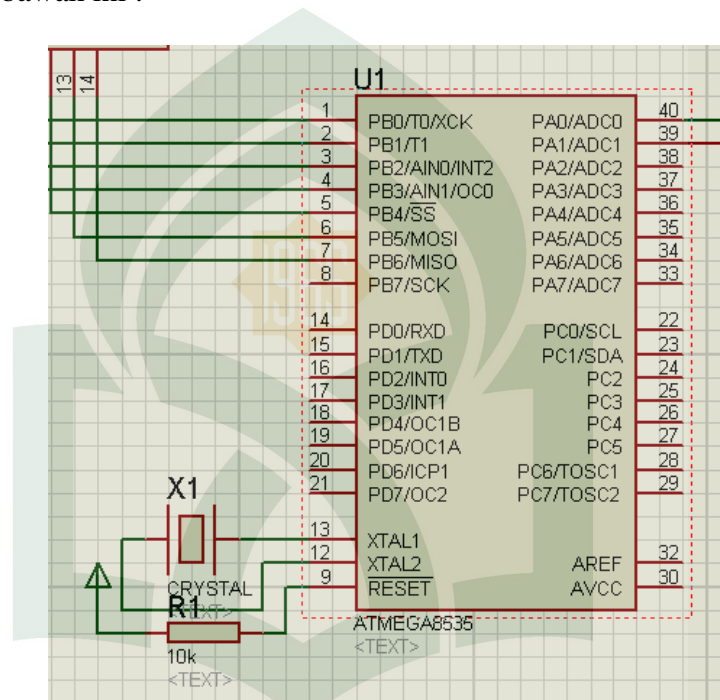 13
14
U1
1 PB0/T0/XCK PA0/ADC0 40
2 PB1/T1 PA1/ADC1 39
3 PB2/AIN0/INT2 PA2/ADC2 38
4 PB3/AIN1/OC0 PA3/ADC3 37
5 PB4/SS PA4/ADC4 36
6 PB5/MOSI PA5/ADC5 35
7 PB6/MISO PA6/ADC6 34
8 PB7/SCK PA7/ADC7 33
14 PD0/RXD PC0/SCL 22
15 PD1/TXD PC1/SDA 23
16 PD2/INT0 PC2 24
17 PD3/INT1 PC3 25
18 PD4/OC1B PC4 26
19 PD5/OC1A PC5 27
20 PD6/ICP1 PC6/TOSC1 28
21 PD7/OC2 PC7/TOSC2 29
X1
13 XTAL1
12 XTAL2 AREF 32
9 RESET AVCC 30
CRYSTAL
<TEXT>
R1
ATMEGA8535
<TEXT>
10k
<TEXT>